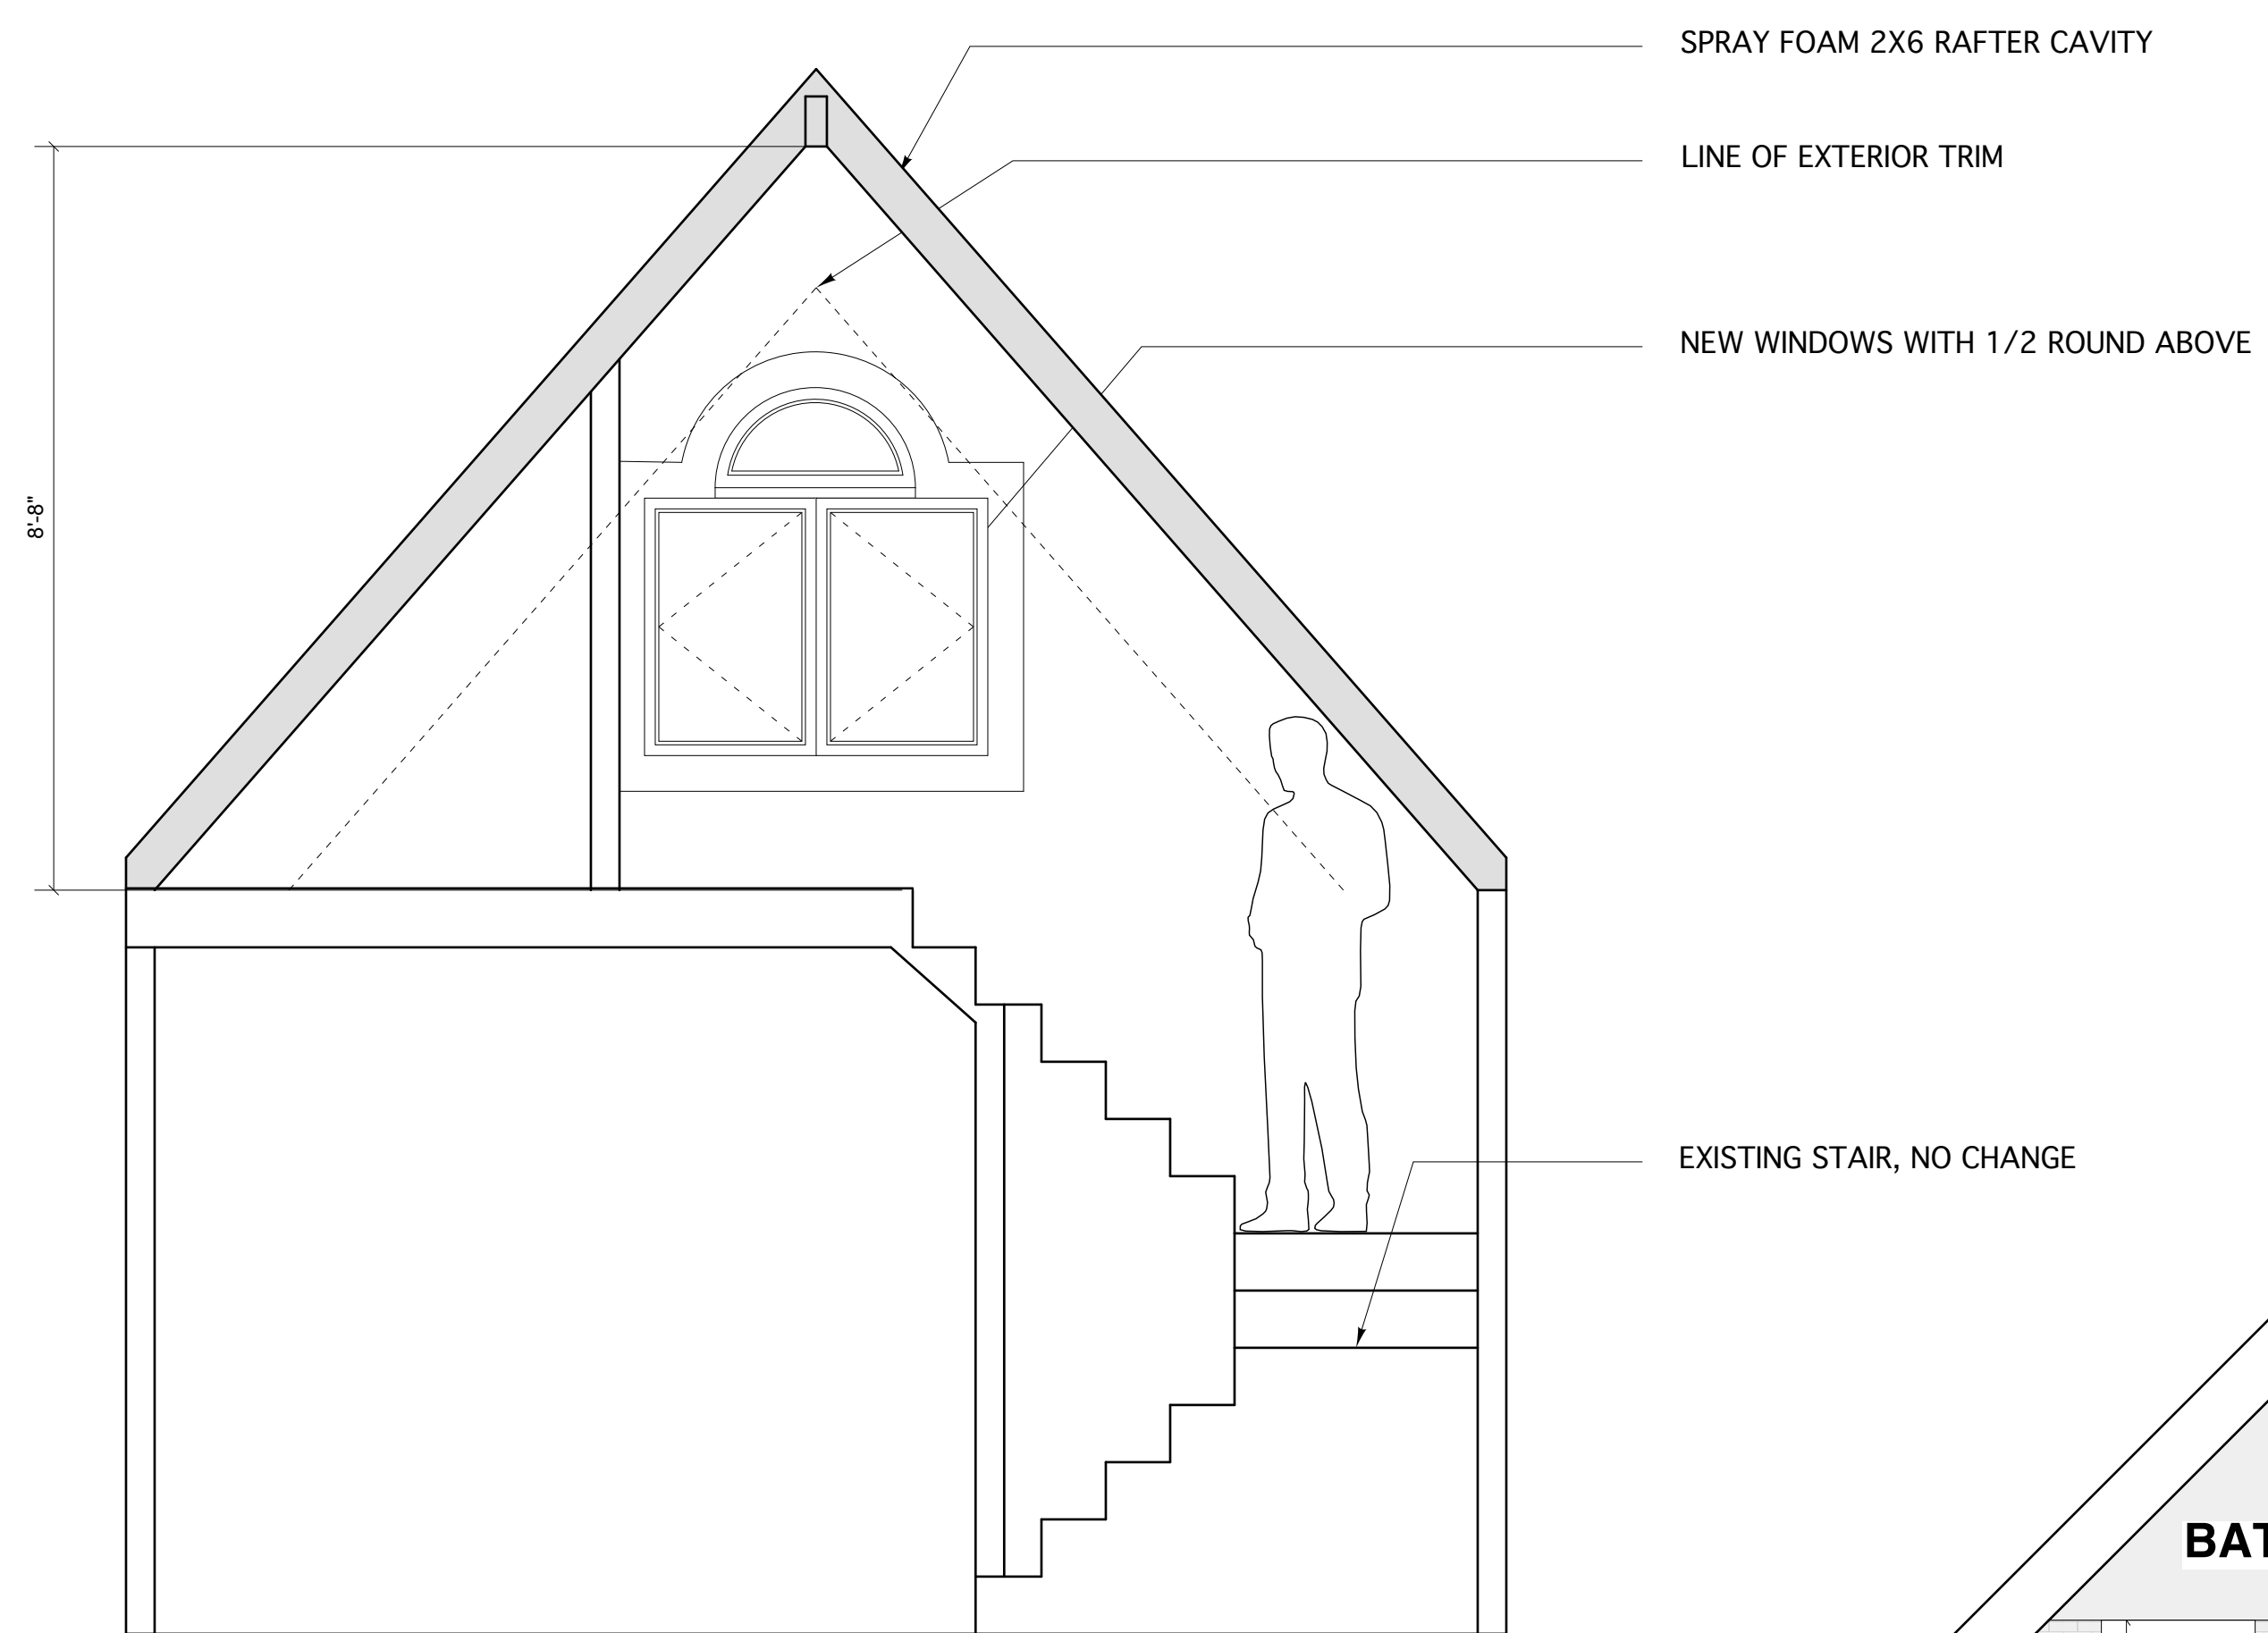 SPRAY FOAM 2X6 RAFTER CAVITY
LINE OF EXTERIOR TRIM
NEW WINDOWS WITH 1/2 ROUND ABOVE
8'-8"
EXISTING STAIR, NO CHANGE